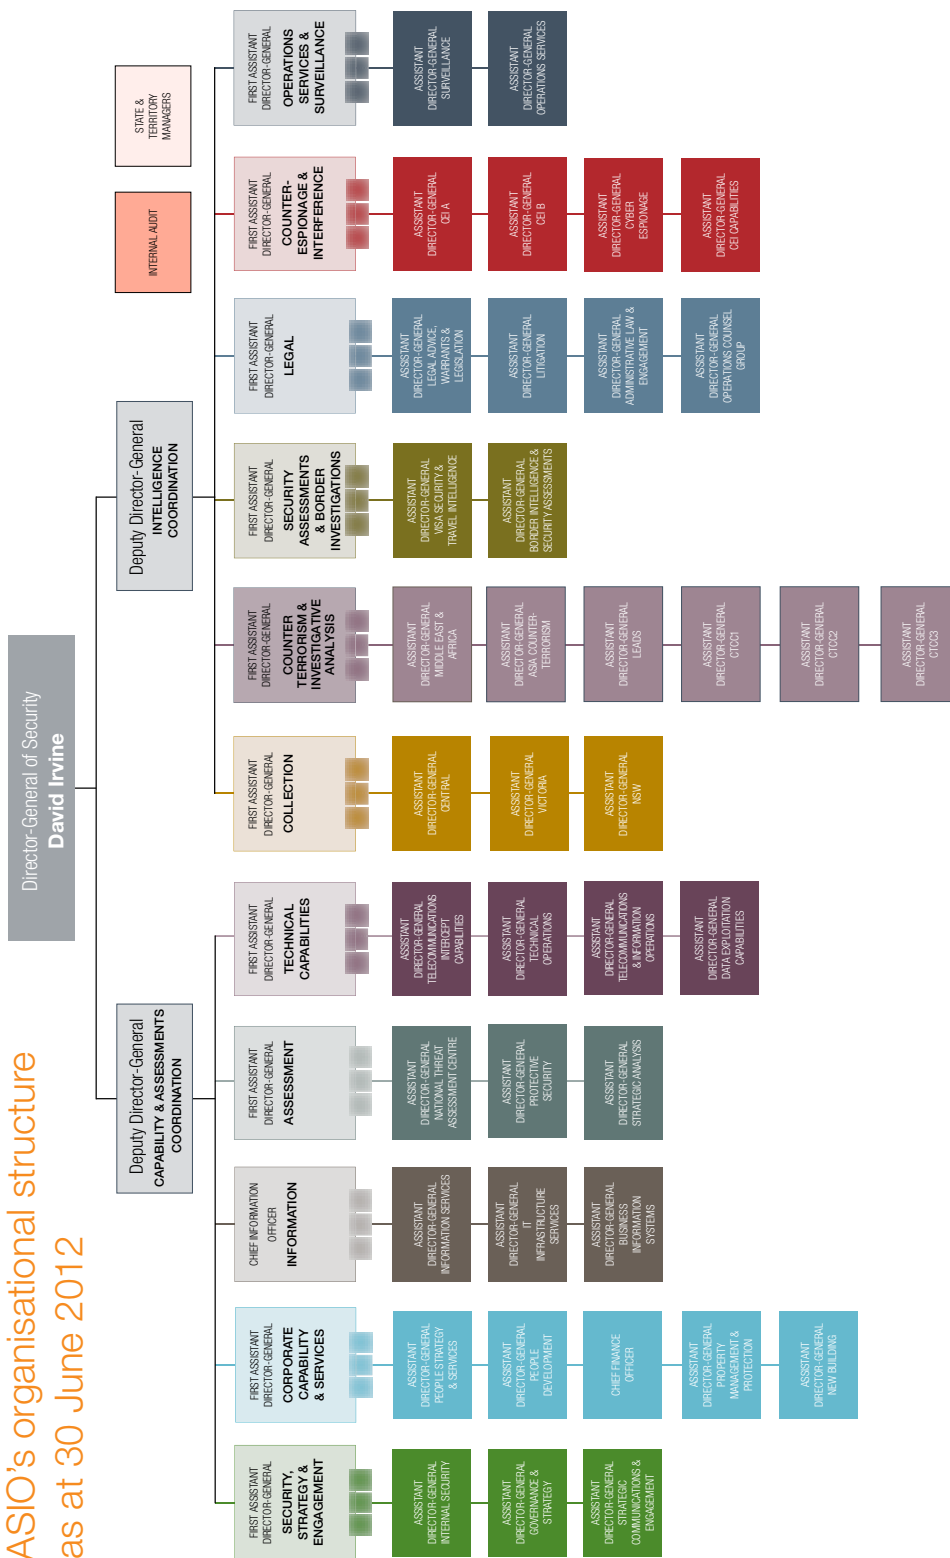 ASIO's organisational structure
as at 30 June 2012
Director-General of Security
David Irvine
Deputy Director-General
CAPABILITY & ASSESSMENTS
COORDINATION
Deputy Director-General
INTELLIGENCE
COORDINATION
INTERNAL AUDIT
STATE &
TERRITORY
MANAGERS
FIRST ASSISTANT
DIRECTOR-GENERAL
SECURITY,
STRATEGY &
ENGAGEMENT
ASSISTANT
DIRECTOR-GENERAL
INTERNAL SECURITY
ASSISTANT
DIRECTOR-GENERAL
GOVERNANCE &
STRATEGY
ASSISTANT
DIRECTOR-GENERAL
STRATEGIC
COMMUNICATIONS &
ENGAGEMENT
FIRST ASSISTANT
DIRECTOR-GENERAL
CORPORATE
CAPABILITY
& SERVICES
ASSISTANT
DIRECTOR-GENERAL
PEOPLE STRATEGY
& SERVICES
ASSISTANT
DIRECTOR-GENERAL
PEOPLE
DEVELOPMENT
CHIEF FINANCE
OFFICER
ASSISTANT
DIRECTOR-GENERAL
PROPERTY
MANAGEMENT &
PROTECTION
ASSISTANT
DIRECTOR-GENERAL
NEW BUILDING
CHIEF INFORMATION
OFFICER
INFORMATION
ASSISTANT
DIRECTOR-GENERAL
INFORMATION SERVICES
ASSISTANT
DIRECTOR-GENERAL
IT
INFRASTRUCTURE
SERVICES
ASSISTANT
DIRECTOR-GENERAL
BUSINESS
INFORMATION
SYSTEMS
FIRST ASSISTANT
DIRECTOR-GENERAL
ASSESSMENT
ASSISTANT
DIRECTOR-GENERAL
NATIONAL THREAT
ASSESSMENT CENTRE
ASSISTANT
DIRECTOR-GENERAL
PROTECTIVE
SECURITY
ASSISTANT
DIRECTOR-GENERAL
STRATEGIC ANALYSIS
FIRST ASSISTANT
DIRECTOR-GENERAL
TECHNICAL
CAPABILITIES
ASSISTANT
DIRECTOR-GENERAL
TELECOMMUNICATIONS
INTERCEPT
CAPABILITIES
ASSISTANT
DIRECTOR-GENERAL
TECHNICAL
OPERATIONS
ASSISTANT
DIRECTOR-GENERAL
TELECOMMUNICATIONS
& INFORMATION
OPERATIONS
ASSISTANT
DIRECTOR-GENERAL
DATA EXPLOITATION
CAPABILITIES
FIRST ASSISTANT
DIRECTOR-GENERAL
COLLECTION
ASSISTANT
DIRECTOR-GENERAL
CENTRAL
ASSISTANT
DIRECTOR-GENERAL
VICTORIA
ASSISTANT
DIRECTOR-GENERAL
NSW
FIRST ASSISTANT
DIRECTOR-GENERAL
COUNTER
TERRORISM &
INVESTIGATIVE
ANALYSIS
ASSISTANT
DIRECTOR-GENERAL
MIDDLE EAST &
AFRICA
ASSISTANT
DIRECTOR-GENERAL
ASIA COUNTER-
TERRORISM
ASSISTANT
DIRECTOR-GENERAL
LEADS
ASSISTANT
DIRECTOR-GENERAL
CTCC1
ASSISTANT
DIRECTOR-GENERAL
CTCC2
ASSISTANT
DIRECTOR-GENERAL
CTCC3
FIRST ASSISTANT
DIRECTOR-GENERAL
SECURITY
ASSESSMENTS
& BORDER
INVESTIGATIONS
ASSISTANT
DIRECTOR-GENERAL
VISA SECURITY &
TRAVEL INTELLIGENCE
ASSISTANT
DIRECTOR-GENERAL
BORDER INTELLIGENCE &
SECURITY ASSESSMENTS
FIRST ASSISTANT
DIRECTOR-GENERAL
LEGAL
ASSISTANT
DIRECTOR-GENERAL
LEGAL ADVICE,
WARRANTS &
LEGISLATION
ASSISTANT
DIRECTOR-GENERAL
LITIGATION
ASSISTANT
DIRECTOR-GENERAL
ADMINISTRATIVE LAW &
ENGAGEMENT
ASSISTANT
DIRECTOR-GENERAL
OPERATIONS COUNSEL
GROUP
FIRST ASSISTANT
DIRECTOR-GENERAL
COUNTER-
ESPIONAGE &
INTERFERENCE
ASSISTANT
DIRECTOR-GENERAL
CEI A
ASSISTANT
DIRECTOR-GENERAL
CEI B
ASSISTANT
DIRECTOR-GENERAL
CYBER
ESPIONAGE
ASSISTANT
DIRECTOR-GENERAL
CEI CAPABILITIES
FIRST ASSISTANT
DIRECTOR-GENERAL
OPERATIONS
SERVICES &
SURVEILLANCE
ASSISTANT
DIRECTOR-GENERAL
SURVEILLANCE
ASSISTANT
DIRECTOR-GENERAL
OPERATIONS SERVICES